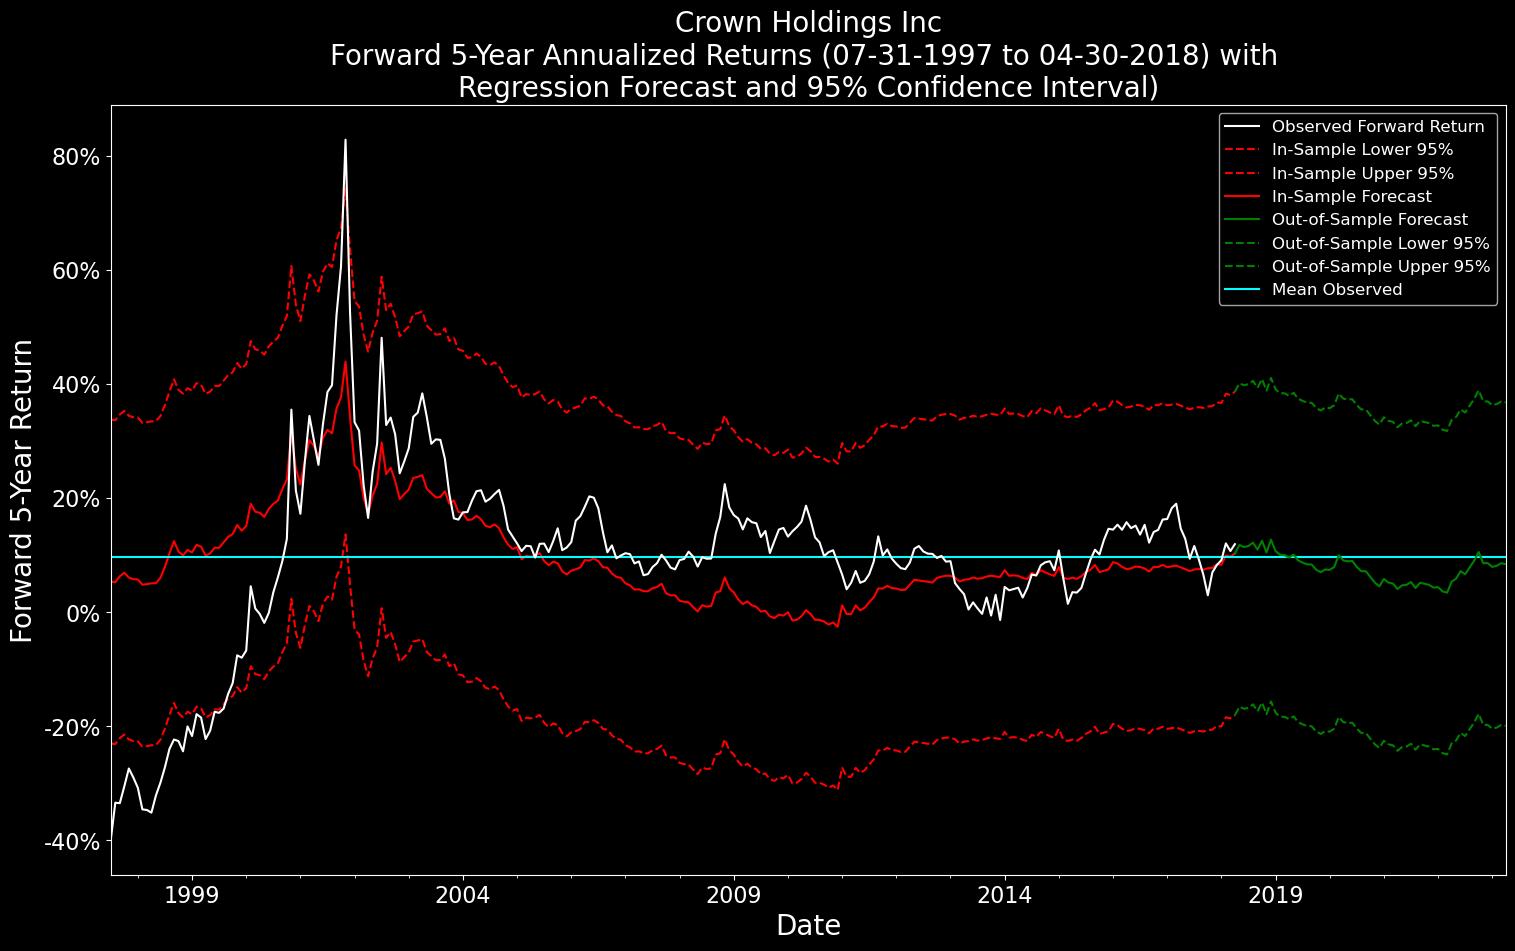 Crown Holdings Inc
Forward 5-Year Annualized Returns (07-31-1997 to 04-30-2018) with
Regression Forecast and 95% Confidence Interval)
Observed Forward Return
In-Sample Lower 95%
In-Sample Upper 95%
In-Sample Forecast
Out-of-Sample Forecast
Out-of-Sample Lower 95%
Out-of-Sample Upper 95%
Mean Observed
Forward 5-Year Return
80%
60%
40%
20%
0%
-20%
-40%
1999 2004 2009 2014 2019
Date